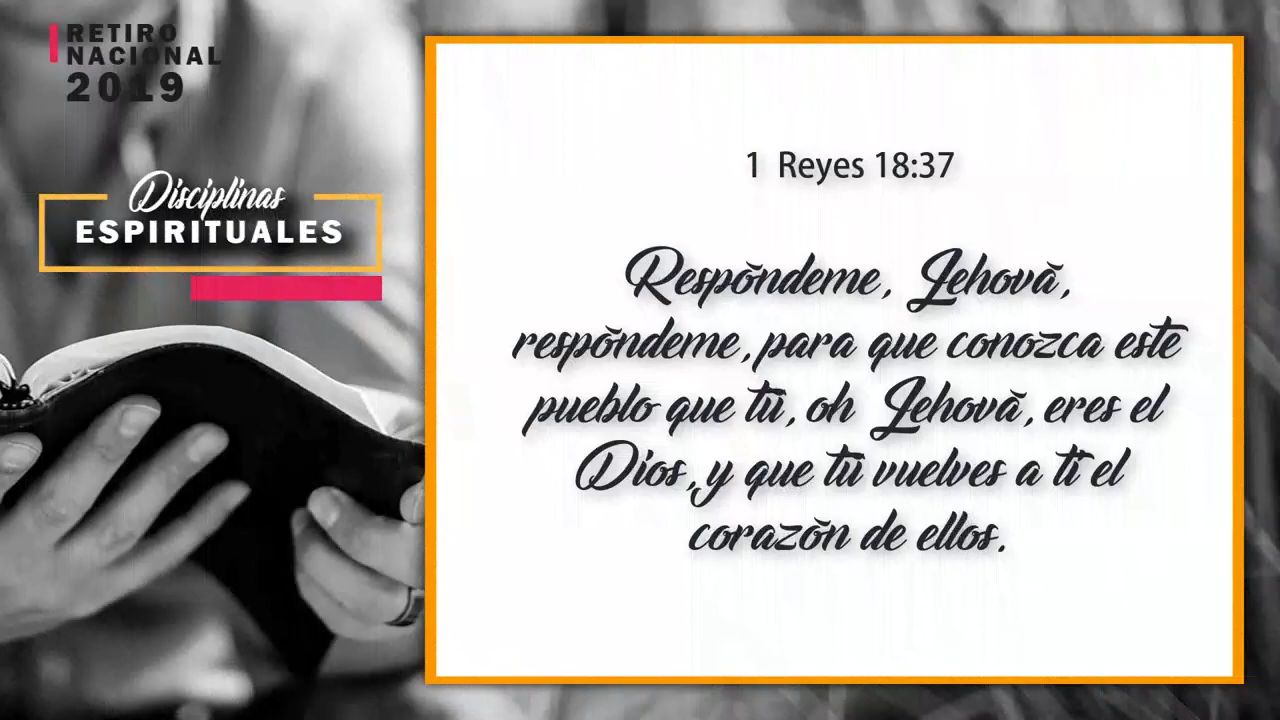 RETIRO
NACIONAL
2019
Disciplinas
ESPIRITUALES
1 Reyes 18:37
Respóndeme, Jehová,
respóndeme, para que conozca este
pueblo que tú, oh Jehová, eres el
Dios, y que tú vuelves a ti el
corazón de ellos.